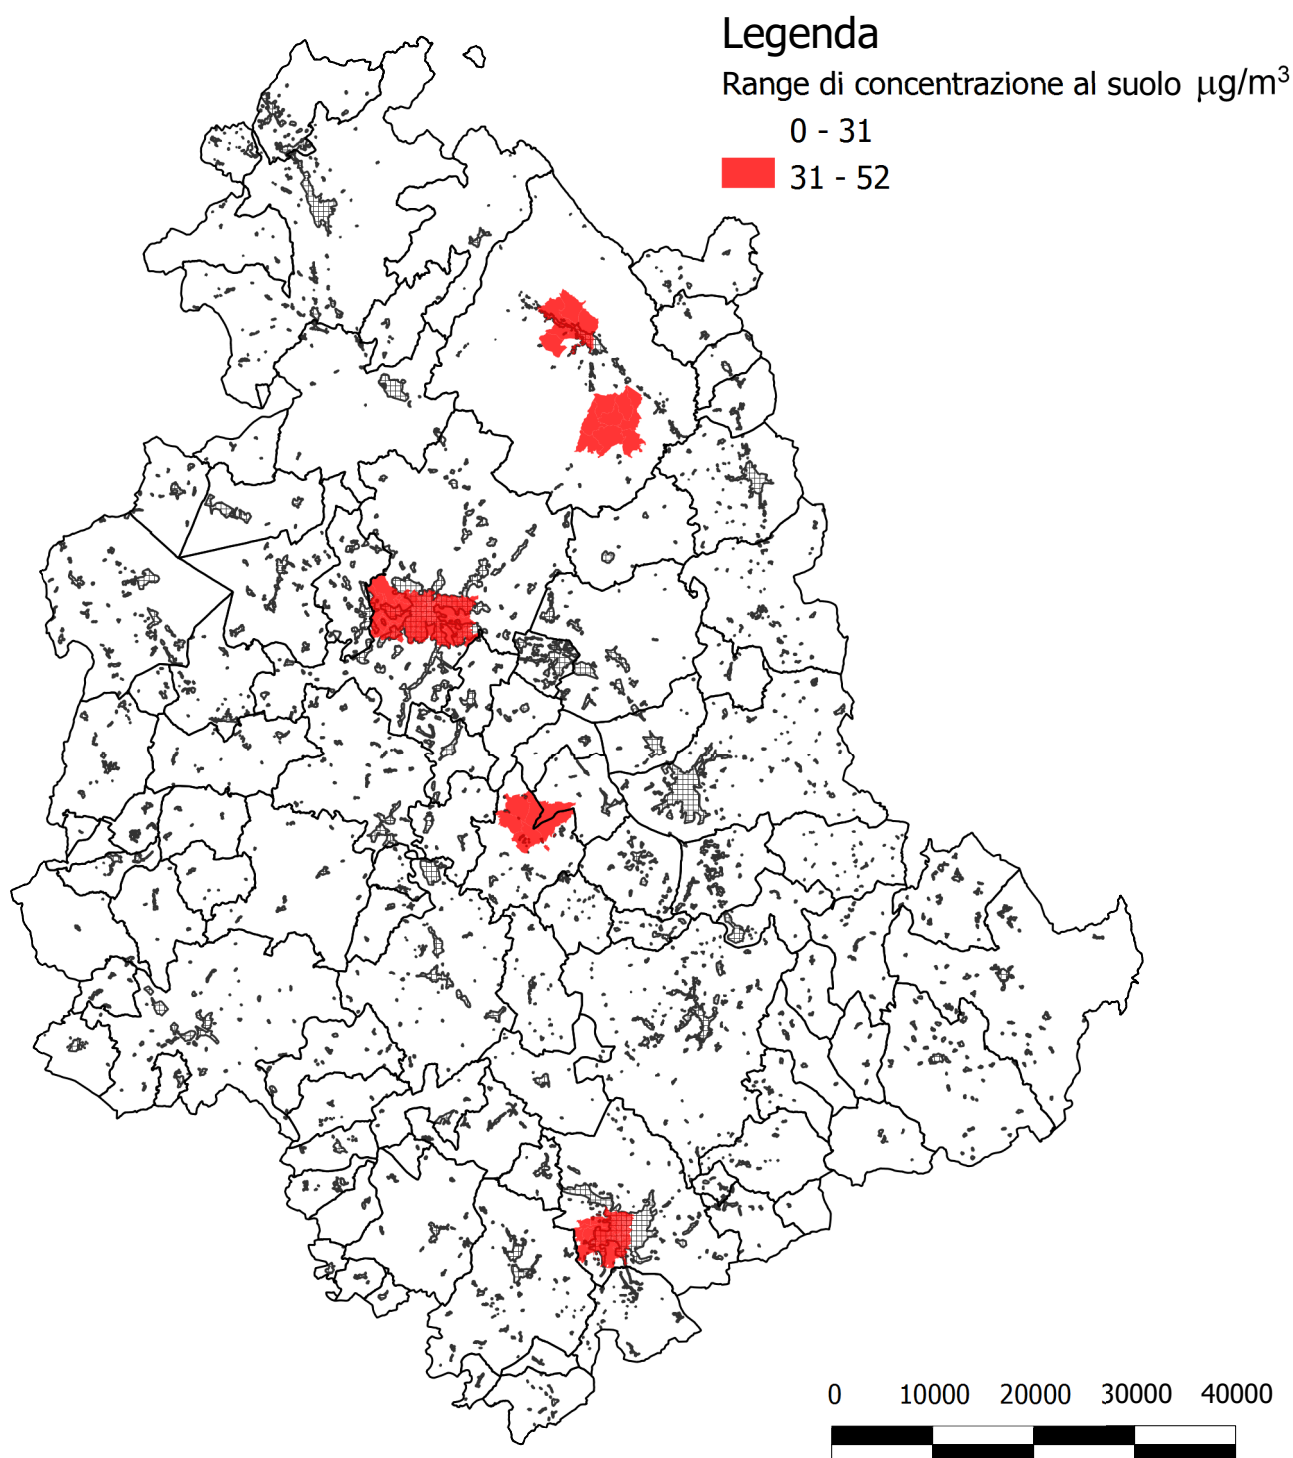 Legenda
Range di concentrazione al suolo μg/m³
0 - 31
31 - 52
0 10000 20000 30000 40000